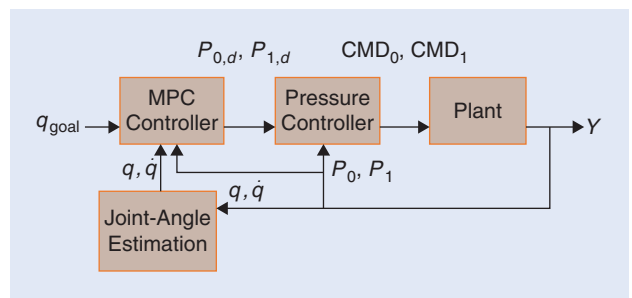 P0,d, P1,d
CMD0, CMD1
MPC
Controller
Pressure
Controller
Plant
qgoal
Y
q, q̇
P0, P1
q, q̇
Joint-Angle
Estimation